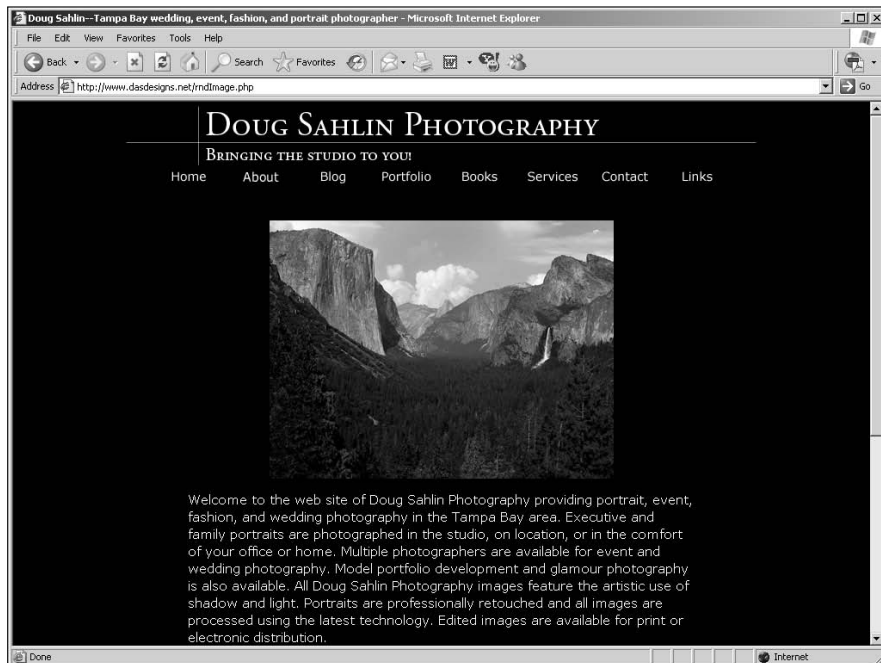 Doug Sahlin--Tampa Bay wedding, event, fashion, and portrait photographer - Microsoft Internet Explorer
File Edit View Favorites Tools Help
Back Search Favorites
Address http://www.dasdesigns.net/rndImage.php Go
Doug Sahlin Photography
Bringing the studio to you!
Home About Blog Portfolio Books Services Contact Links
Welcome to the web site of Doug Sahlin Photography providing portrait, event,
fashion, and wedding photography in the Tampa Bay area. Executive and
family portraits are photographed in the studio, on location, or in the comfort
of your office or home. Multiple photographers are available for event and
wedding photography. Model portfolio development and glamour photography
is also available. All Doug Sahlin Photography images feature the artistic use of
shadow and light. Portraits are professionally retouched and all images are
processed using the latest technology. Edited images are available for print or
electronic distribution.
Done Internet